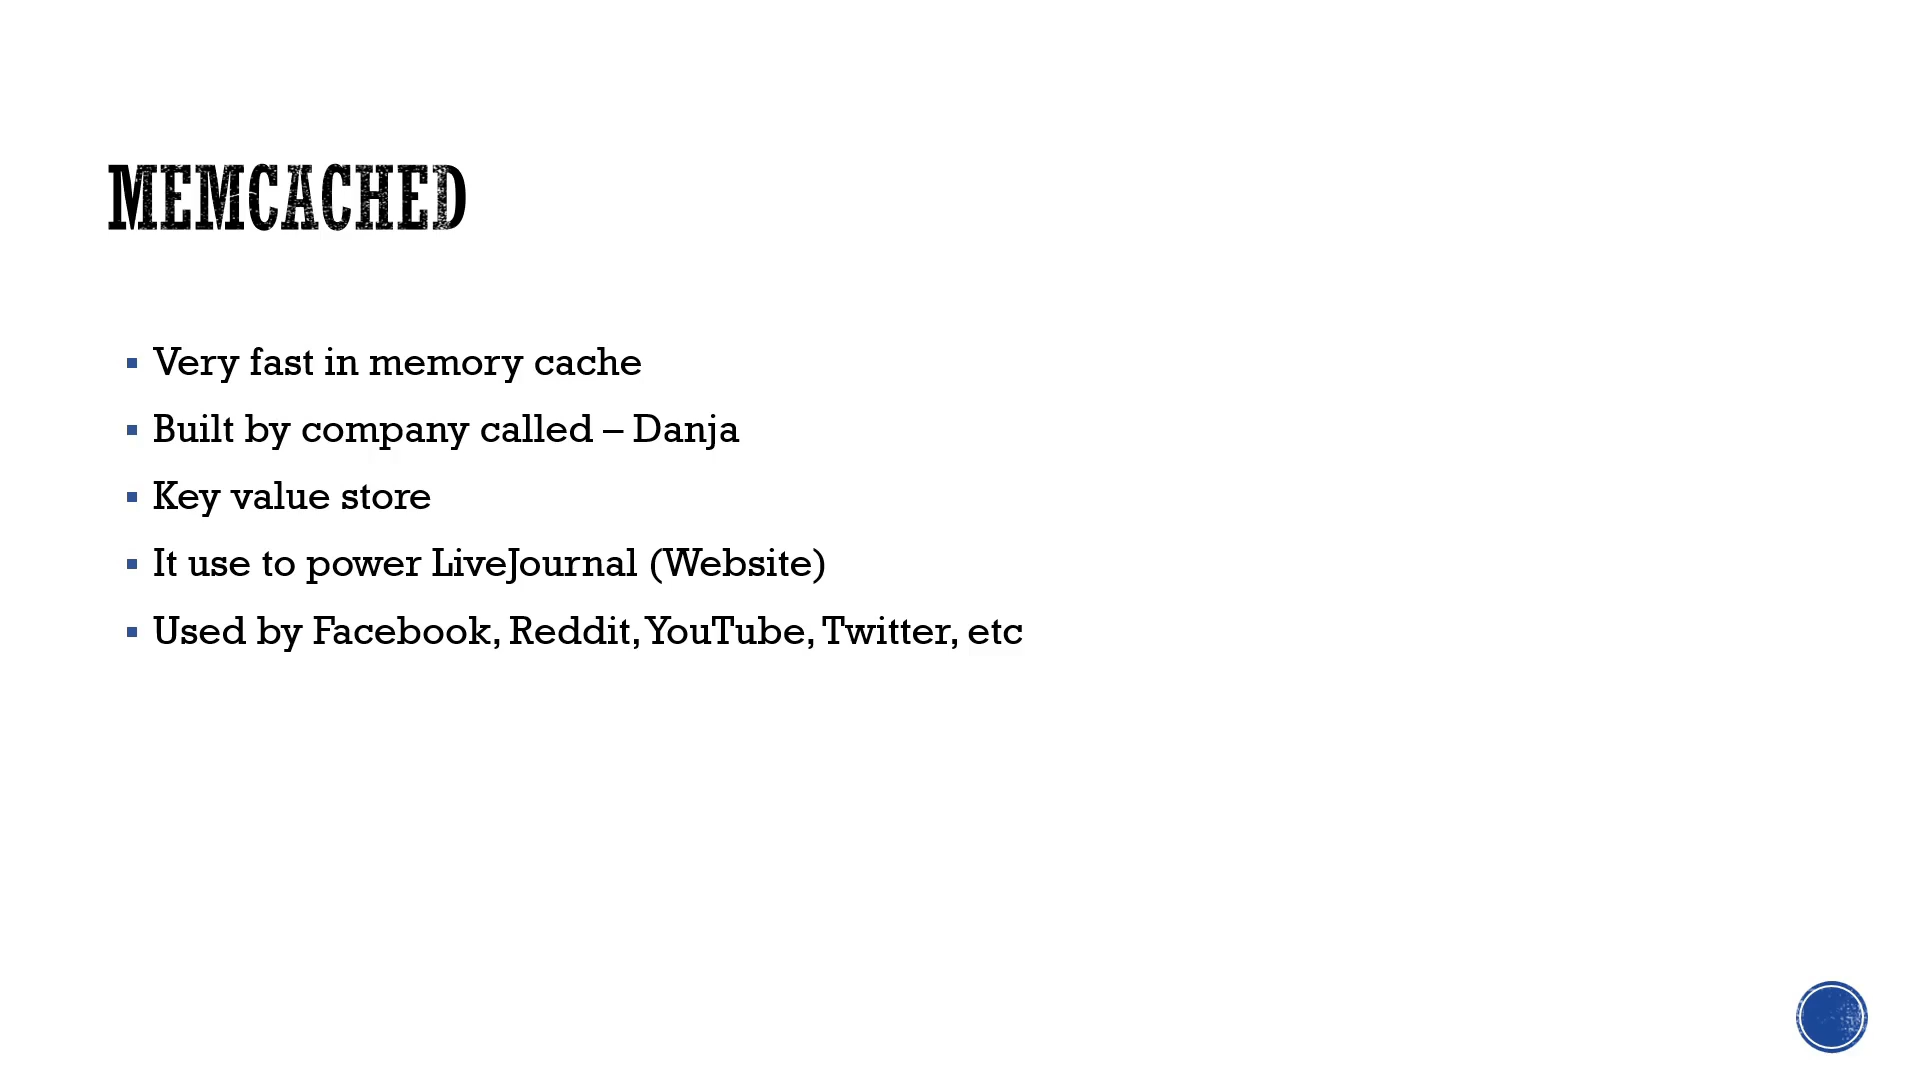 MEMCACHED
Very fast in memory cache
Built by company called – Danja
Key value store
It use to power LiveJournal (Website)
Used by Facebook, Reddit, YouTube, Twitter, etc